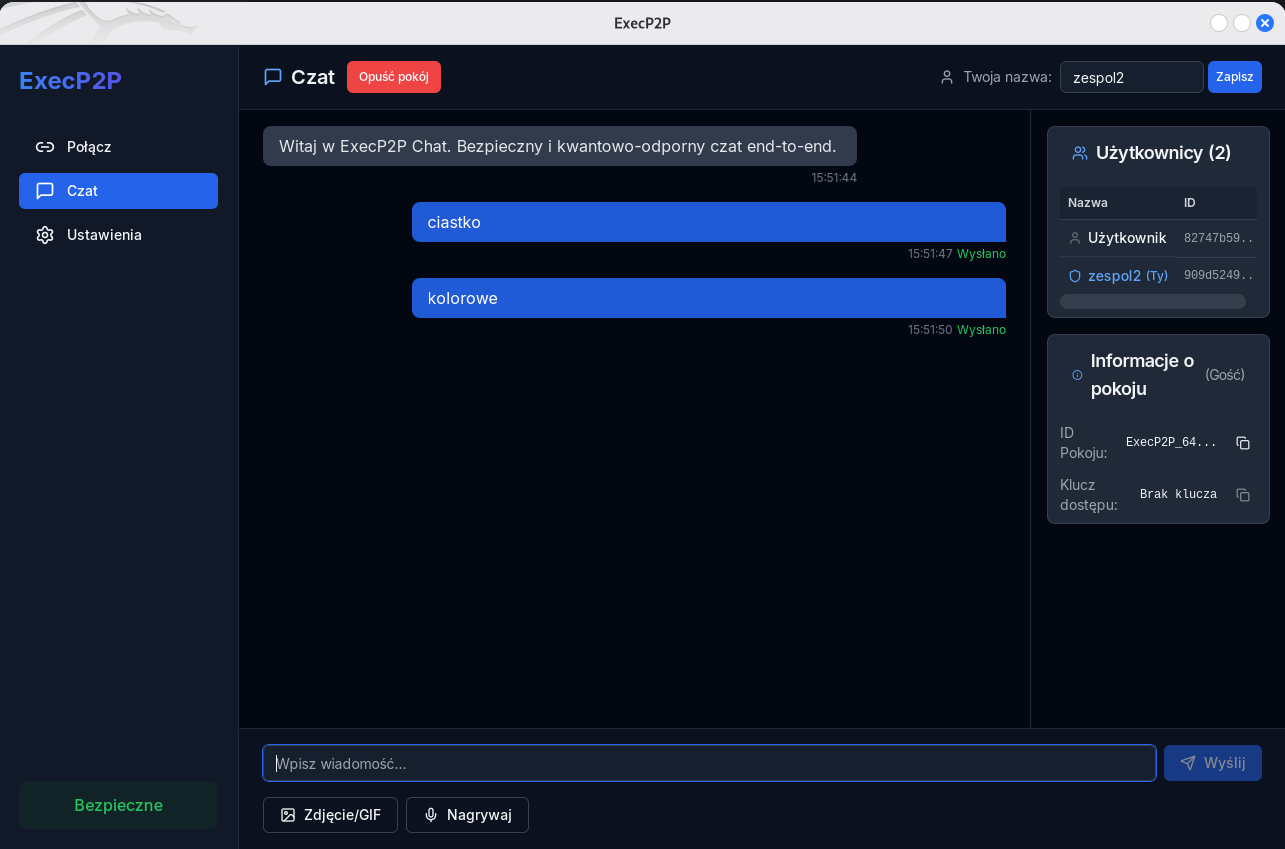 ExecP2P
ExecP2P
Połącz
Czat
Ustawienia
Bezpieczne
Czat
Opuść pokój
Twoja nazwa:
zespol2
Zapisz
Witaj w ExecP2P Chat. Bezpieczny i kwantowo-odporny czat end-to-end.
15:51:44
ciastko
15:51:47 Wysłano
kolorowe
15:51:50 Wysłano
Użytkownicy (2)
Nazwa ID
Użytkownik 82747b59..
zespol2 (Ty) 909d5249..
Informacje o
pokoju
(Gość)
ID
Pokoju:
ExecP2P_64...
Klucz
dostępu:
Brak klucza
Wpisz wiadomość...
Wyślij
Zdjęcie/GIF
Nagrywaj